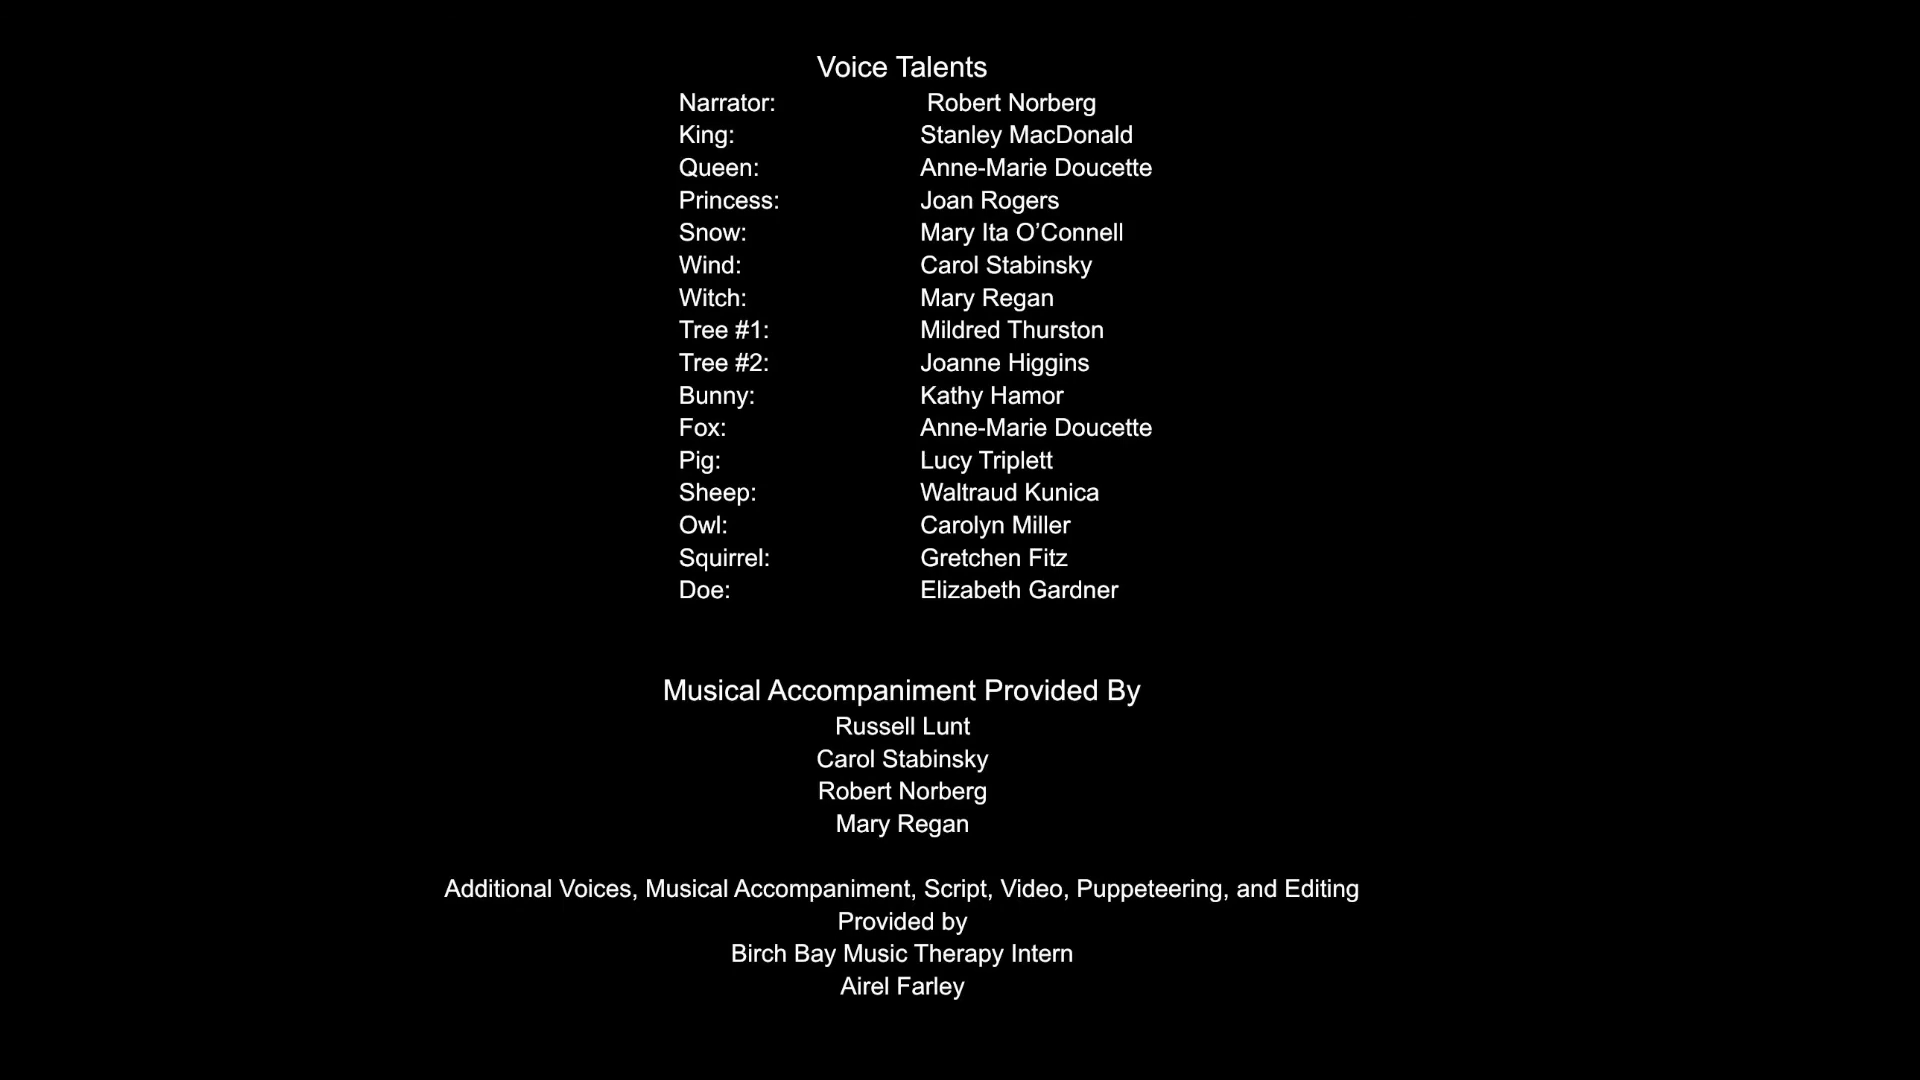 Voice Talents
Narrator: Robert Norberg
King: Stanley MacDonald
Queen: Anne-Marie Doucette
Princess: Joan Rogers
Snow: Mary Ita O’Connell
Wind: Carol Stabinsky
Witch: Mary Regan
Tree #1: Mildred Thurston
Tree #2: Joanne Higgins
Bunny: Kathy Hamor
Fox: Anne-Marie Doucette
Pig: Lucy Triplett
Sheep: Waltraud Kunica
Owl: Carolyn Miller
Squirrel: Gretchen Fitz
Doe: Elizabeth Gardner
Musical Accompaniment Provided By
Russell Lunt
Carol Stabinsky
Robert Norberg
Mary Regan
Additional Voices, Musical Accompaniment, Script, Video, Puppeteering, and Editing
Provided by
Birch Bay Music Therapy Intern
Airel Farley